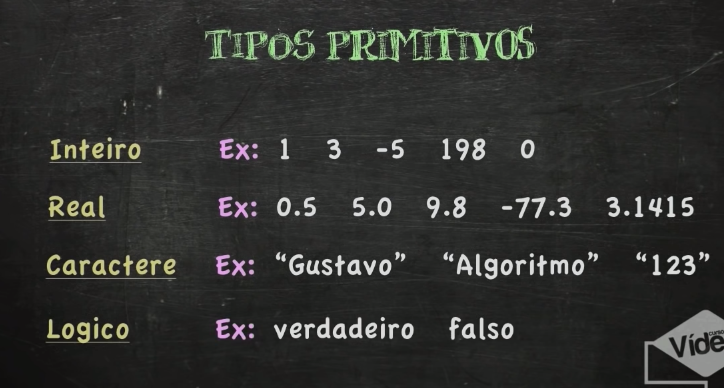 TIPOS PRIMITIVOS
Inteiro Ex: 1 3 -5 198 0
Real Ex: 0.5 5.0 9.8 -77.3 3.1415
Caractere Ex: “Gustavo” “Algoritmo” “123”
Logico Ex: verdadeiro falso
curso
Víde